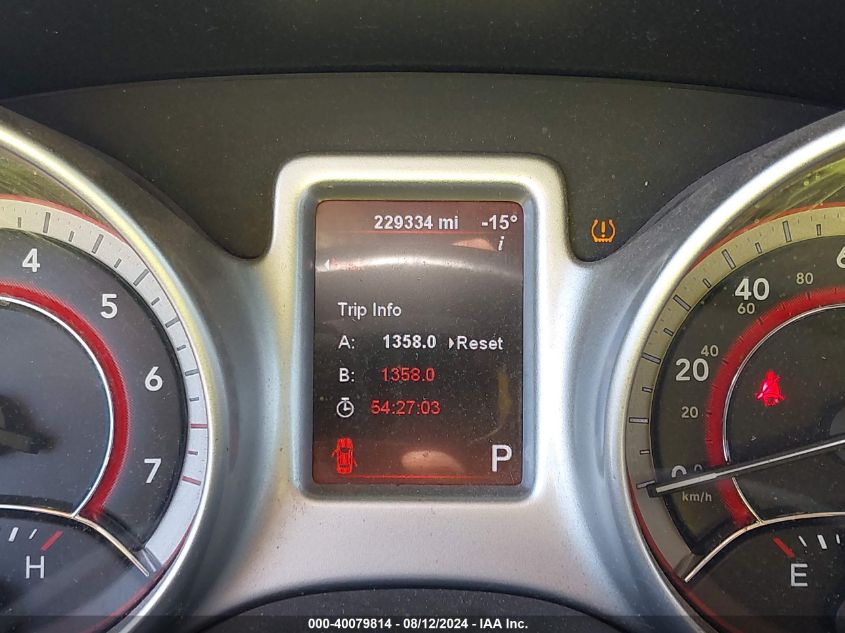 229334 mi -15°
i
Trip Info
A: 1358.0 Reset
B: 1358.0
54:27:03
P
4
5
6
7
H
40
80
60
20
40
20
0
km/h
E
000-40079814 - 08/12/2024 - IAA Inc.